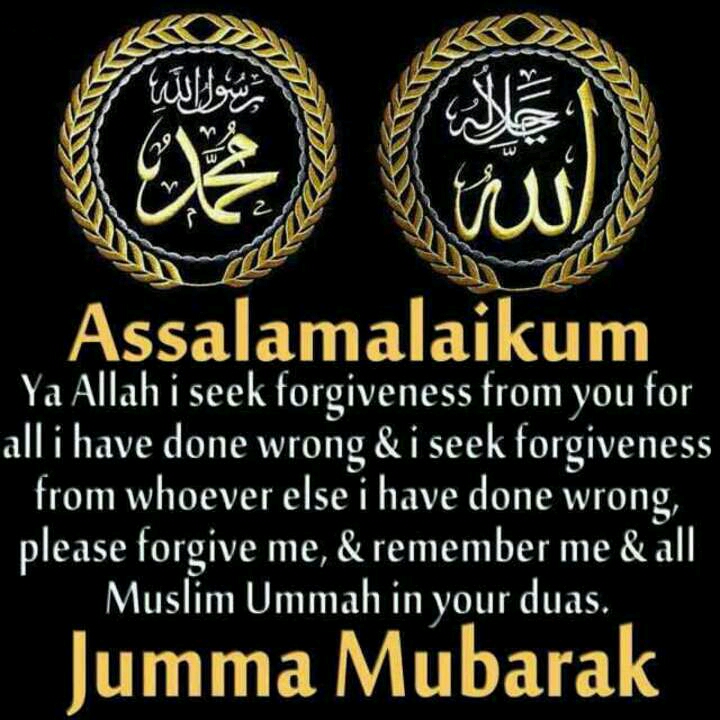 رسول الله
محمد
جل جلاله
الله
Assalamalaikum
Ya Allah i seek forgiveness from you for
all i have done wrong & i seek forgiveness
from whoever else i have done wrong,
please forgive me, & remember me & all
Muslim Ummah in your duas.
Jumma Mubarak